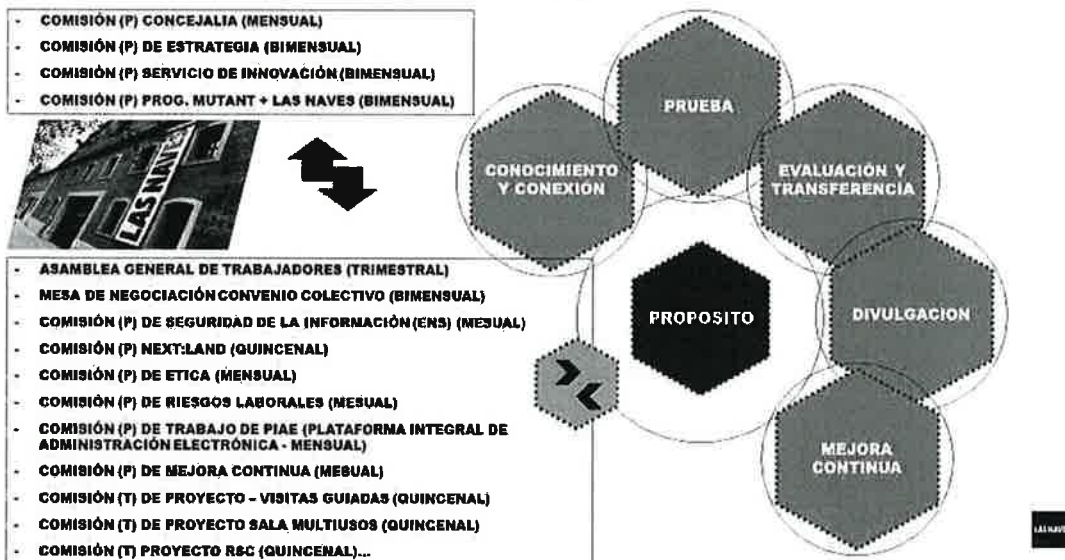 - COMISIÓN (P) CONCEJALIA (MENSUAL)
- COMISIÓN (P) DE ESTRATEGIA (BIMENSUAL)
- COMISIÓN (P) SERVICIO DE INNOVACIÓN (BIMENSUAL)
- COMISIÓN (P) PROG. MUTANT + LAS NAVES (BIMENSUAL)
LAS NAVES
- ASAMBLEA GENERAL DE TRABAJADORES (TRIMESTRAL)
- MESA DE NEGOCIACIÓN CONVENIO COLECTIVO (BIMENSUAL)
- COMISIÓN (P) DE SEGURIDAD DE LA INFORMACIÓN (ENS) (MESUAL)
- COMISIÓN (P) NEXT:LAND (QUINCENAL)
- COMISIÓN (P) DE ETICA (MENSUAL)
- COMISIÓN (P) DE RIESGOS LABORALES (MESUAL)
- COMISIÓN (P) DE TRABAJO DE PIAE (PLATAFORMA INTEGRAL DE
ADMINISTRACIÓN ELECTRÓNICA - MENSUAL)
- COMISIÓN (P) DE MEJORA CONTINUA (MESUAL)
- COMISIÓN (T) DE PROYECTO – VISITAS GUIADAS (QUINCENAL)
- COMISIÓN (T) DE PROYECTO SALA MULTIUSOS (QUINCENAL)
- COMISIÓN (T) PROYECTO RSC (QUINCENAL)...
CONOCIMIENTO
Y CONEXIÓN
PRUEBA
EVALUACIÓN Y
TRANSFERENCIA
DIVULGACION
MEJORA
CONTINUA
PROPOSITO
LAS NAVES